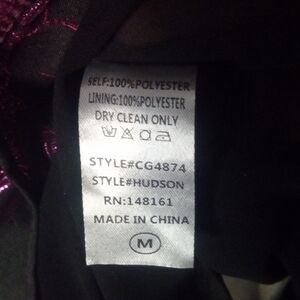 SELF:100%POLYESTER
LINING:100%POLYESTER
DRY CLEAN ONLY
STYLE#CG4874
STYLE#HUDSON
RN:148161
MADE IN CHINA
M